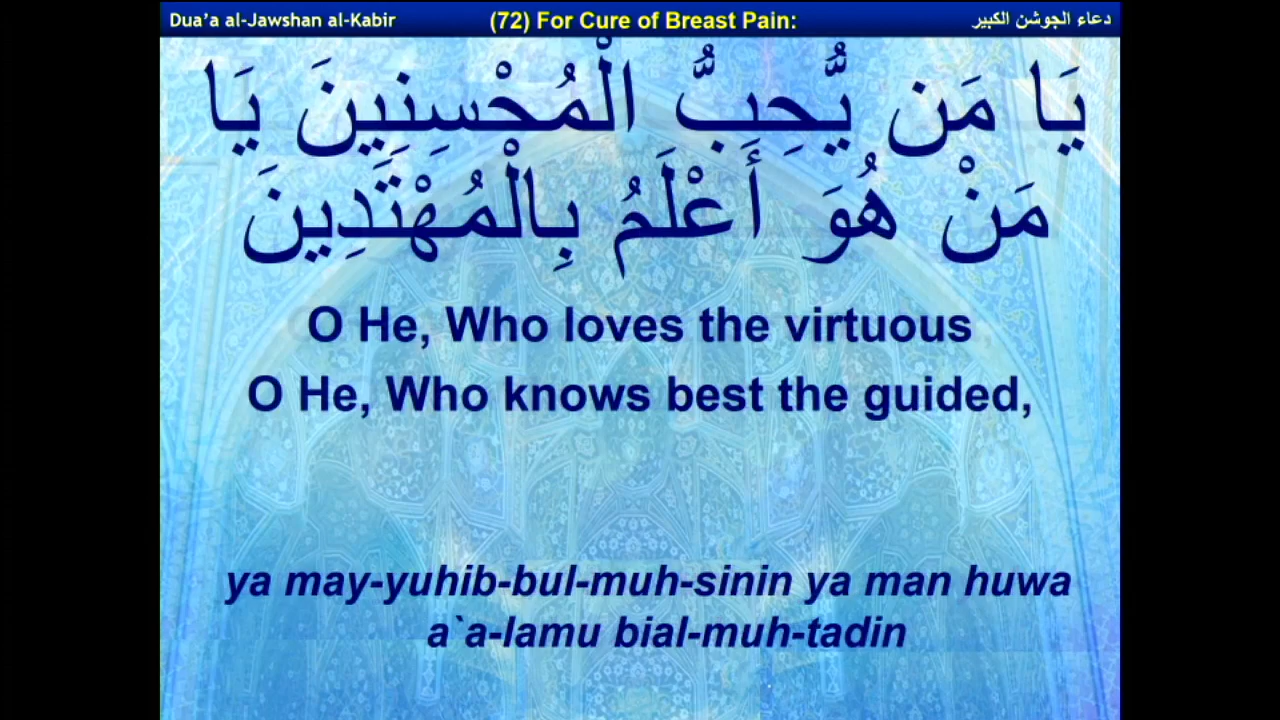 Dua'a al-Jawshan al-Kabir (72) For Cure of Breast Pain: دعاء الجوشن الكبير
يَا مَن يُّحِبُّ الْمُحْسِنِينَ يَا
مَنْ هُوَ أَعْلَمُ بِالْمُهْتَدِينَ
O He, Who loves the virtuous
O He, Who knows best the guided,
ya may-yuhib-bul-muh-sinin ya man huwa
a`a-lamu bial-muh-tadin